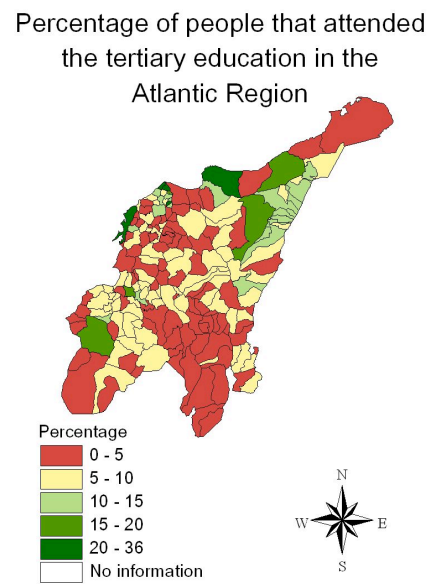 Percentage of people that attended
the tertiary education in the
Atlantic Region
Percentage
0 - 5
5 - 10
10 - 15
15 - 20
20 - 36
No information
N
W E
S